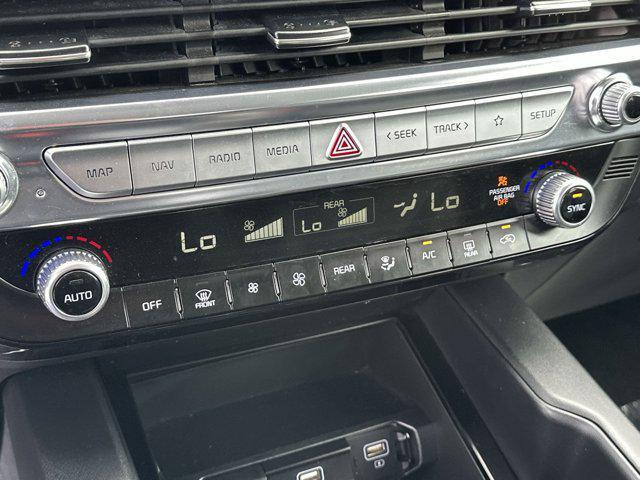 MAP NAV RADIO MEDIA < SEEK TRACK > SETUP
REAR
Lo Lo Lo
PASSENGER
AIR BAG
OFF
SYNC
AUTO OFF FRONT REAR A/C REAR